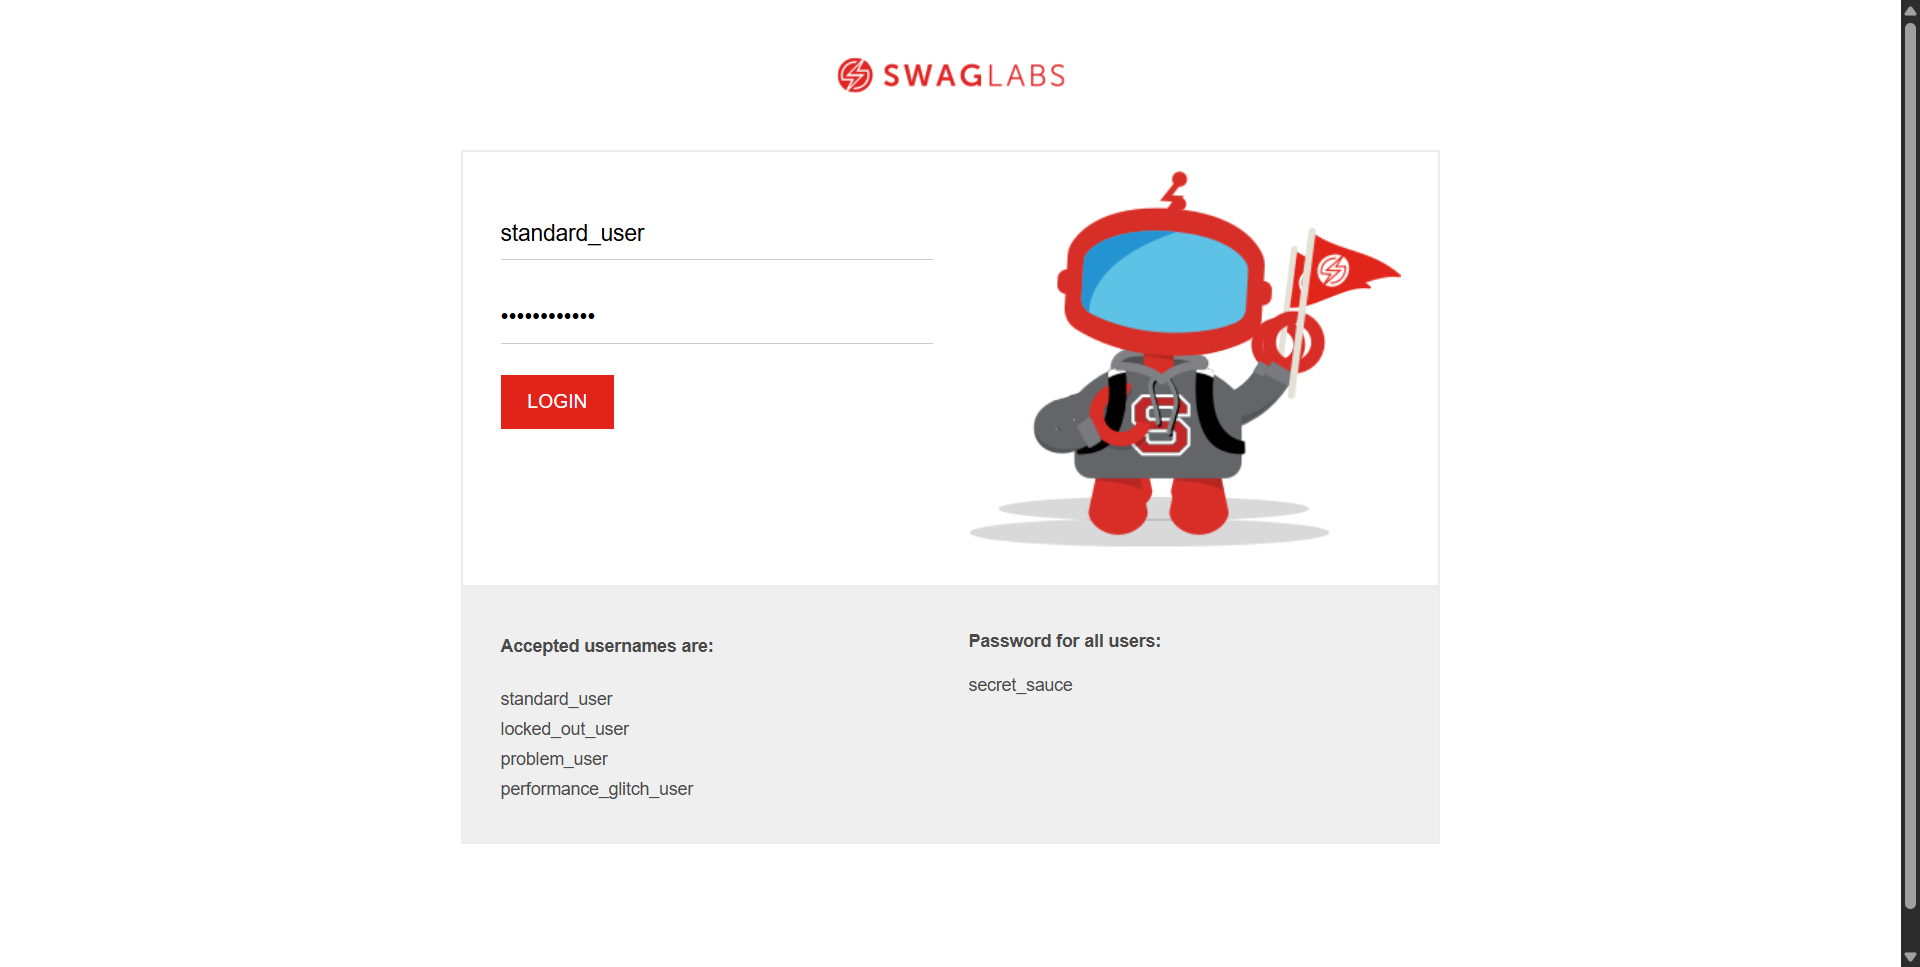 SWAGLABS
standard_user
••••••••••••
LOGIN
S
Accepted usernames are:
standard_user
locked_out_user
problem_user
performance_glitch_user
Password for all users:
secret_sauce